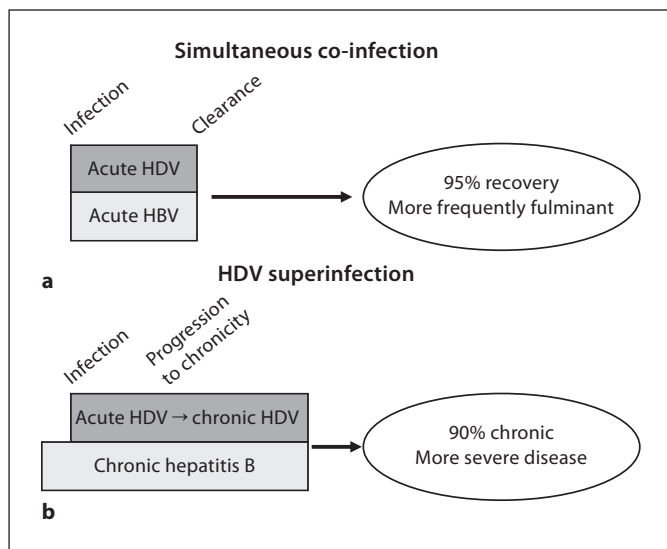 Simultaneous co-infection
Infection
Clearance
Acute HDV
Acute HBV
95% recovery
More frequently fulminant
a
HDV superinfection
Infection
Progression
to chronicity
Acute HDV → chronic HDV
Chronic hepatitis B
90% chronic
More severe disease
b